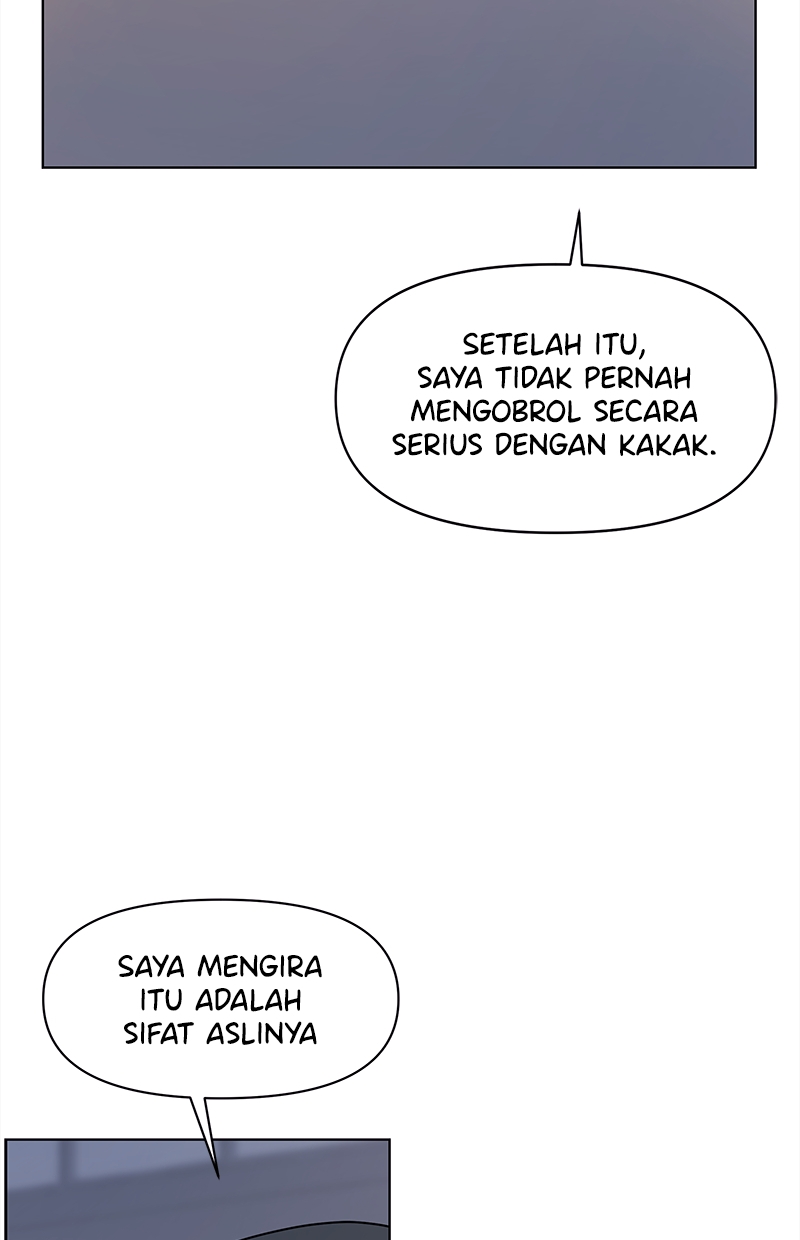 SETELAH ITU,
SAYA TIDAK PERNAH
MENGOBROL SECARA
SERIUS DENGAN KAKAK.
SAYA MENGIRA
ITU ADALAH
SIFAT ASLINYA